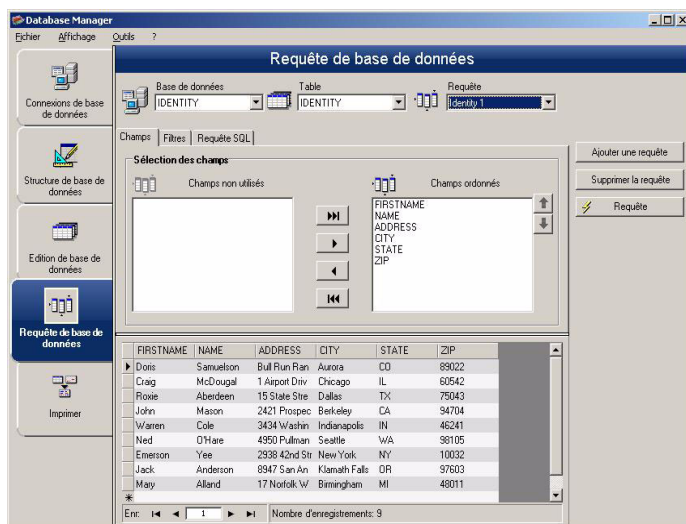 Database Manager
Fichier Affichage Outils ?
Requête de base de données
Connexions de base de données
Structure de base de données
Edition de base de données
Requête de base de données
Imprimer
Base de données
IDENTITY
Table
IDENTITY
Requête
Identity 1
Champs Filtres Requête SQL
Sélection des champs
Champs non utilisés
Champs ordonnés
FIRSTNAME
NAME
ADDRESS
CITY
STATE
ZIP
Ajouter une requête
Supprimer la requête
Requête
FIRSTNAME NAME ADDRESS CITY STATE ZIP
Doris Samuelson Bull Run Ran Aurora CO 89022
Craig McDougal 1 Airport Driv Chicago IL 60542
Roxie Aberdeen 15 State Stre Dallas TX 75043
John Mason 2421 Prospec Berkeley CA 94704
Warren Cole 3434 Washin Indianapolis IN 46241
Ned O'Hare 4950 Pullman Seattle WA 98105
Emerson Yee 2938 42nd Str New York NY 10032
Jack Anderson 8947 San An Klamath Falls OR 97603
Mary Alland 17 Norfolk W Birmingham MI 48011
Enr: 1 Nombre d'enregistrements: 9